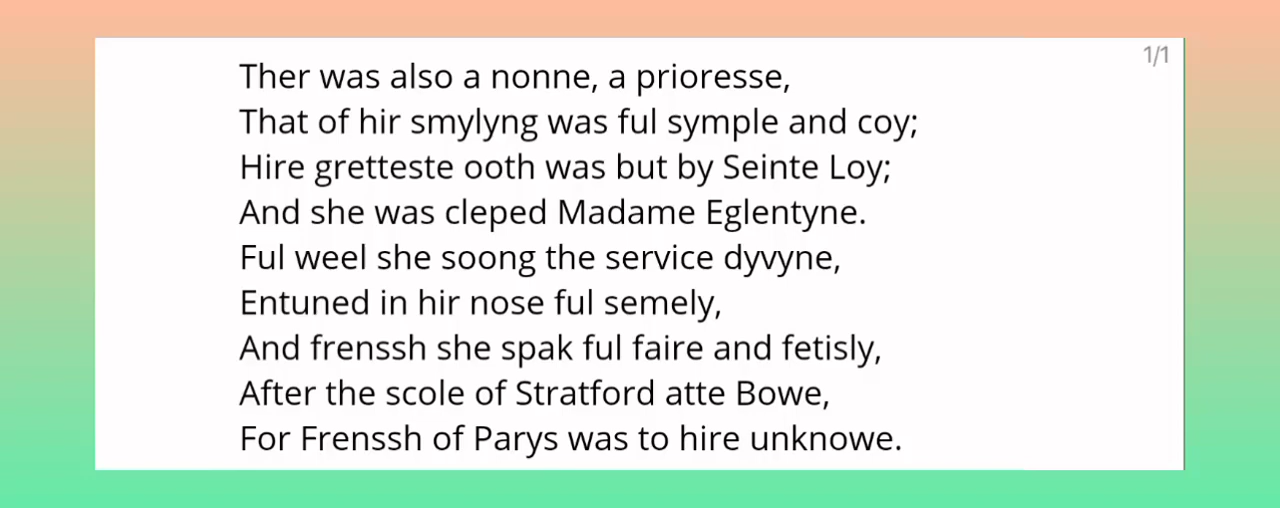 1/1
Ther was also a nonne, a prioresse,
That of hir smylyng was ful symple and coy;
Hire gretteste ooth was but by Seinte Loy;
And she was cleped Madame Eglentyne.
Ful weel she soong the service dyvyne,
Entuned in hir nose ful semely,
And frenssh she spak ful faire and fetisly,
After the scole of Stratford atte Bowe,
For Frenssh of Parys was to hire unknowe.